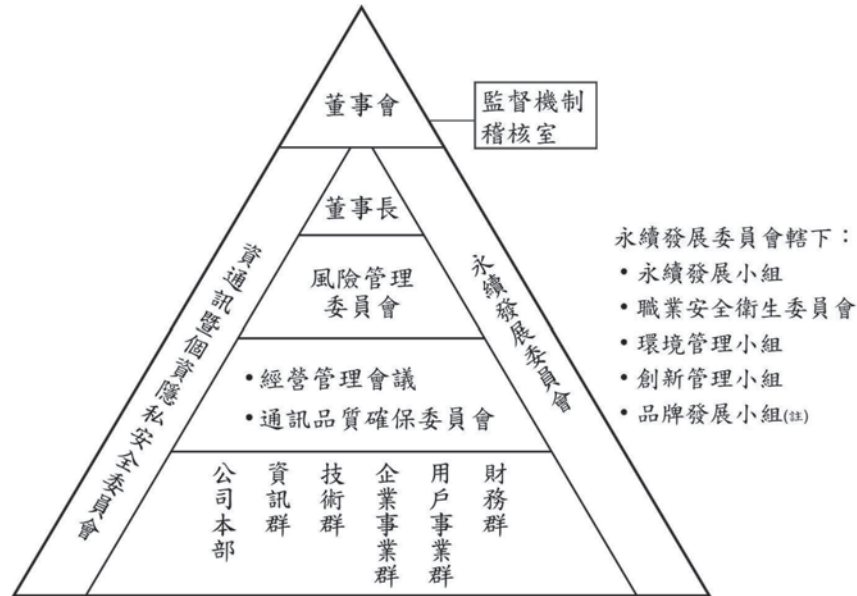 董事會
監督機制
稽核室
董事長
風險管理
委員會
•經營管理會議
•通訊品質確保委員會
公司本部
資訊群
技術群
企業事業群
用戶事業群
財務群
資通訊暨個資隱私安全委員會
永續發展委員會
永續發展委員會轄下：
•永續發展小組
•職業安全衛生委員會
•環境管理小組
•創新管理小組
•品牌發展小組(註)